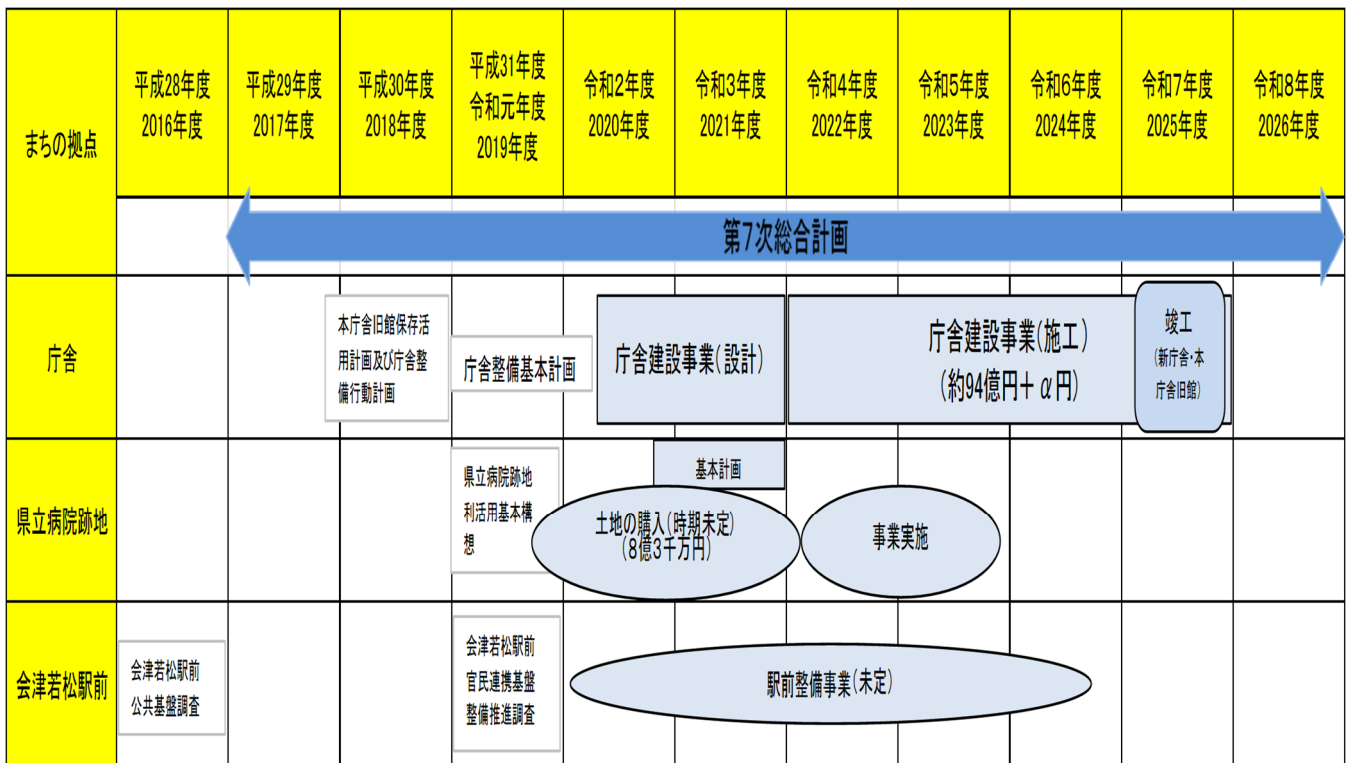 まちの拠点
平成28年度
2016年度
平成29年度
2017年度
平成30年度
2018年度
平成31年度
令和元年度
2019年度
令和2年度
2020年度
令和3年度
2021年度
令和4年度
2022年度
令和5年度
2023年度
令和6年度
2024年度
令和7年度
2025年度
令和8年度
2026年度
第7次総合計画
庁舎
本庁舎旧館保存活
用計画及び庁舎整
備行動計画
庁舎整備基本計画
庁舎建設事業(設計)
庁舎建設事業(施工)
(約94億円+α円)
竣工
(新庁舎・本
庁舎旧館)
県立病院跡地
県立病院跡地
利活用基本構
想
基本計画
土地の購入(時期未定)
(8億3千万円)
事業実施
会津若松駅前
会津若松駅前
公共基盤調査
会津若松駅前
官民連携基盤
整備推進調査
駅前整備事業(未定)